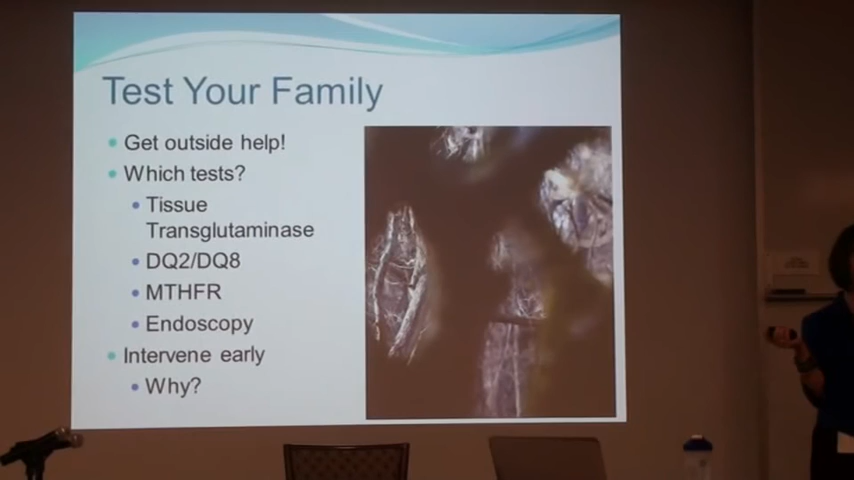 Test Your Family
Get outside help!
Which tests?
Tissue
Transglutaminase
DQ2/DQ8
MTHFR
Endoscopy
Intervene early
Why?